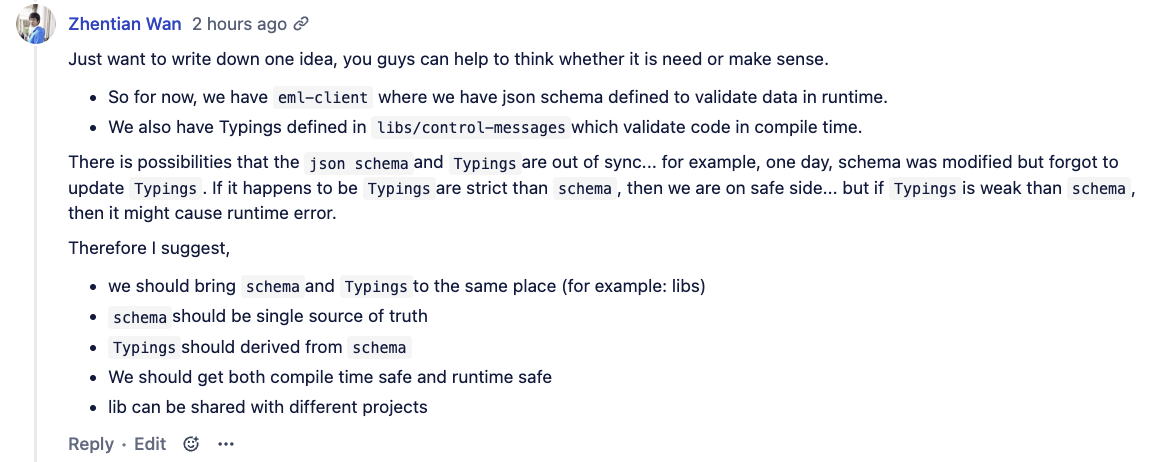 Zhentian Wan 2 hours ago
Just want to write down one idea, you guys can help to think whether it is need or make sense.
• So for now, we have eml-client where we have json schema defined to validate data in runtime.
• We also have Typings defined in libs/control-messages which validate code in compile time.
There is possibilities that the json schema and Typings are out of sync... for example, one day, schema was modified but forgot to
update Typings . If it happens to be Typings are strict than schema , then we are on safe side... but if Typings is weak than schema ,
then it might cause runtime error.
Therefore I suggest,
• we should bring schema and Typings to the same place (for example: libs)
• schema should be single source of truth
• Typings should derived from schema
• We should get both compile time safe and runtime safe
• lib can be shared with different projects
Reply · Edit